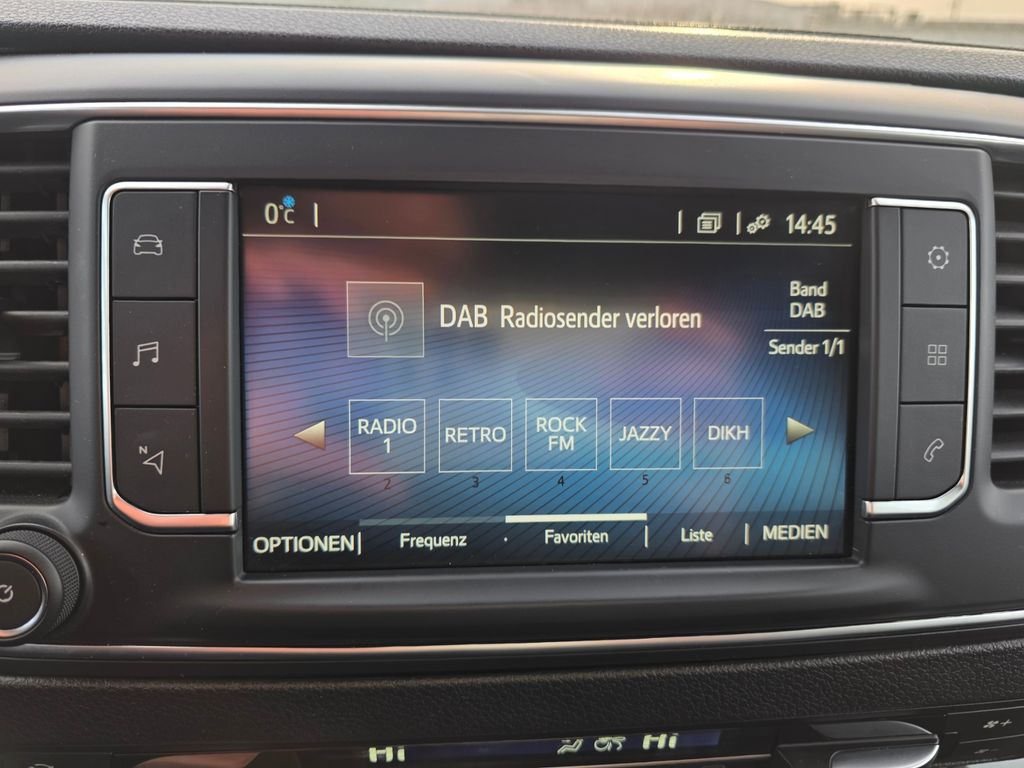 0°C
14:45
DAB Radiosender verloren
Band
DAB
Sender 1/1
RADIO
1
RETRO
ROCK
FM
JAZZY
DIKH
2 3 4 5 6
OPTIONEN
Frequenz
Favoriten
Liste
MEDIEN
N
Hi
Hi